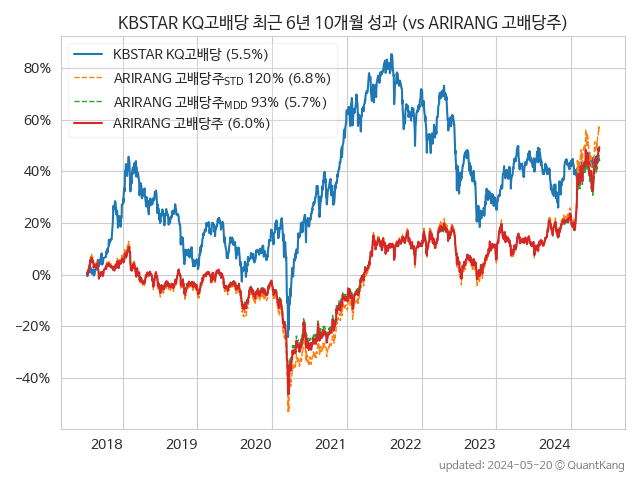 KBSTAR KQ고배당 최근 6년 10개월 성과 (vs ARIRANG 고배당주)
KBSTAR KQ고배당 (5.5%)
ARIRANG 고배당주STD 120% (6.8%)
ARIRANG 고배당주MDD 93% (5.7%)
ARIRANG 고배당주 (6.0%)
80%
60%
40%
20%
0%
−20%
−40%
2018 2019 2020 2021 2022 2023 2024
updated: 2024-05-20 © QuantKang